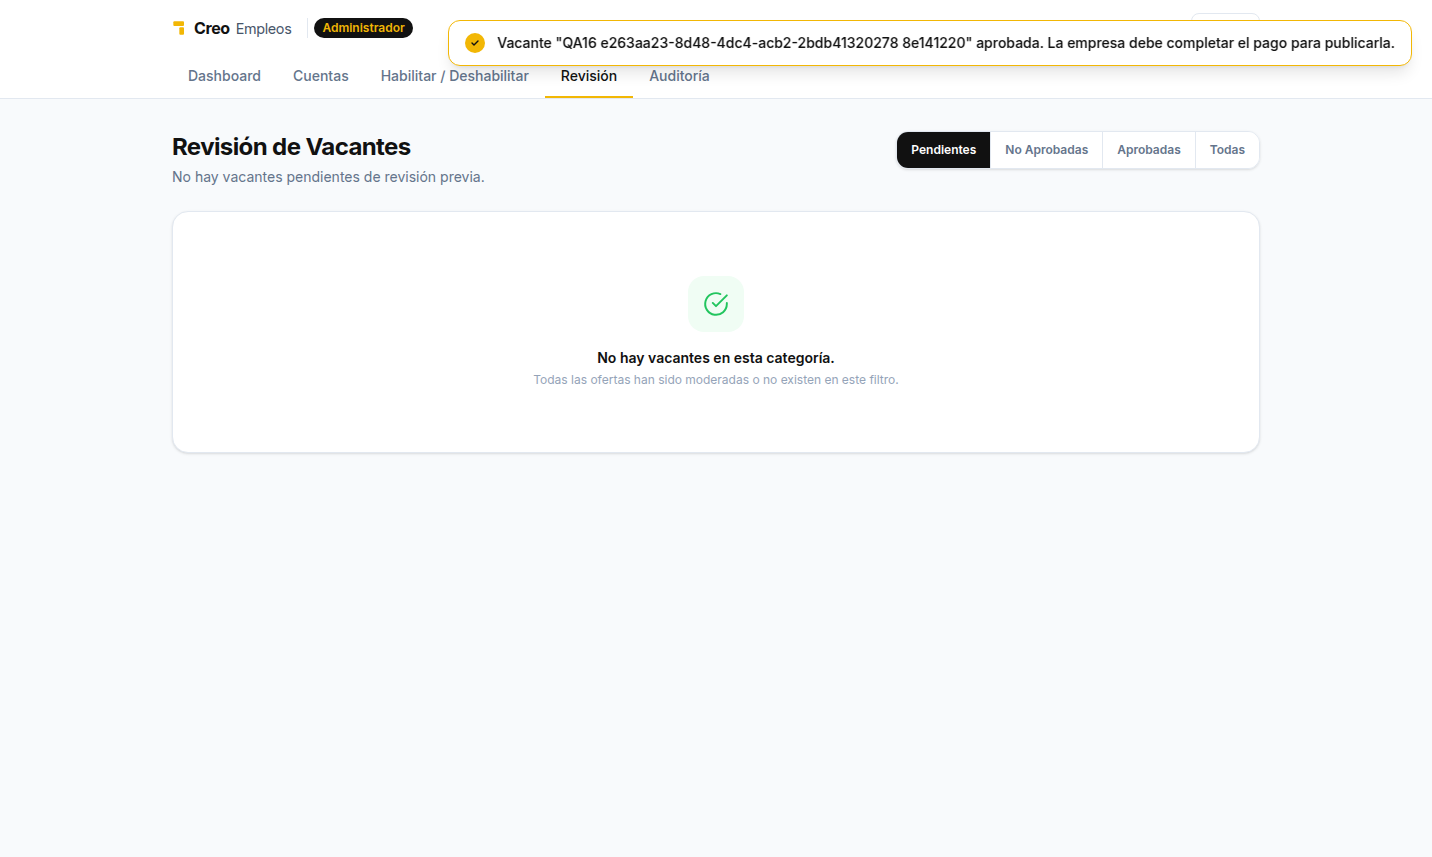 Creo Empleos
Administrador
Vacante "QA16 e263aa23-8d48-4dc4-acb2-2bdb41320278 8e141220" aprobada. La empresa debe completar el pago para publicarla.
Dashboard
Cuentas
Habilitar / Deshabilitar
Revisión
Auditoría
Revisión de Vacantes
No hay vacantes pendientes de revisión previa.
Pendientes
No Aprobadas
Aprobadas
Todas
No hay vacantes en esta categoría.
Todas las ofertas han sido moderadas o no existen en este filtro.